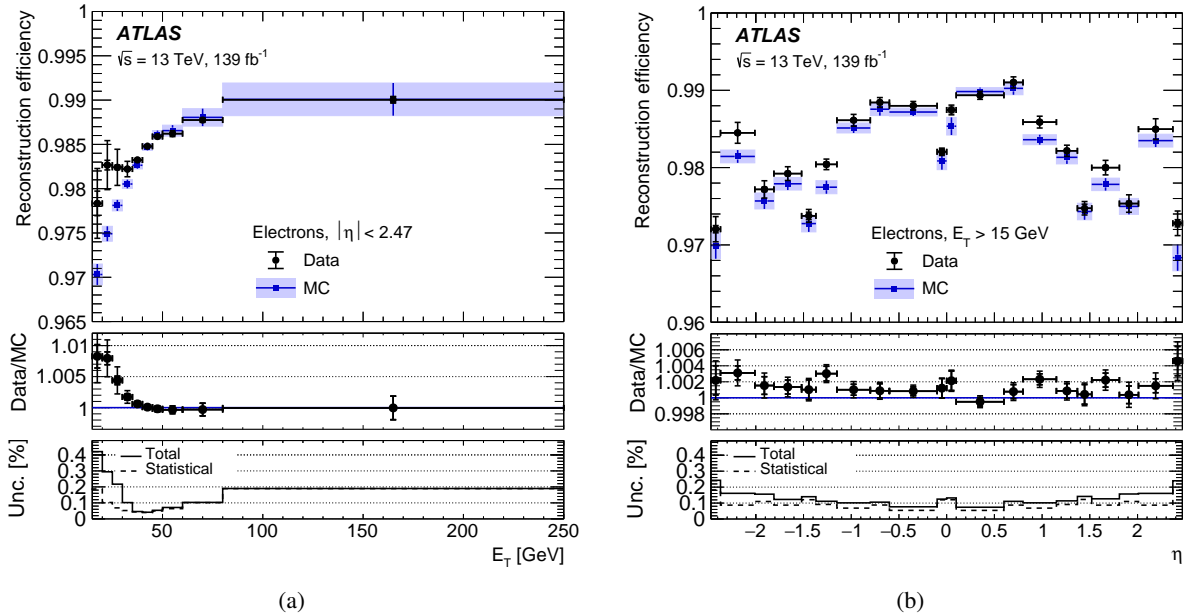 Reconstruction efficiency
1
0.995
0.99
0.985
0.98
0.975
0.97
0.965
ATLAS
√s = 13 TeV, 139 fb⁻¹
Electrons, |η| < 2.47
Data
MC
Data/MC
1.01
1.005
1
Unc. [%]
0.4
0.3
0.2
0.1
0
Total
Statistical
50 100 150 200 250
E_T [GeV]
(a)
Reconstruction efficiency
1
0.99
0.98
0.97
0.96
ATLAS
√s = 13 TeV, 139 fb⁻¹
Electrons, E_T > 15 GeV
Data
MC
Data/MC
1.006
1.004
1.002
1
0.998
Unc. [%]
0.4
0.3
0.2
0.1
0
Total
Statistical
−2 −1.5 −1 −0.5 0 0.5 1 1.5 2 2.5
η
(b)